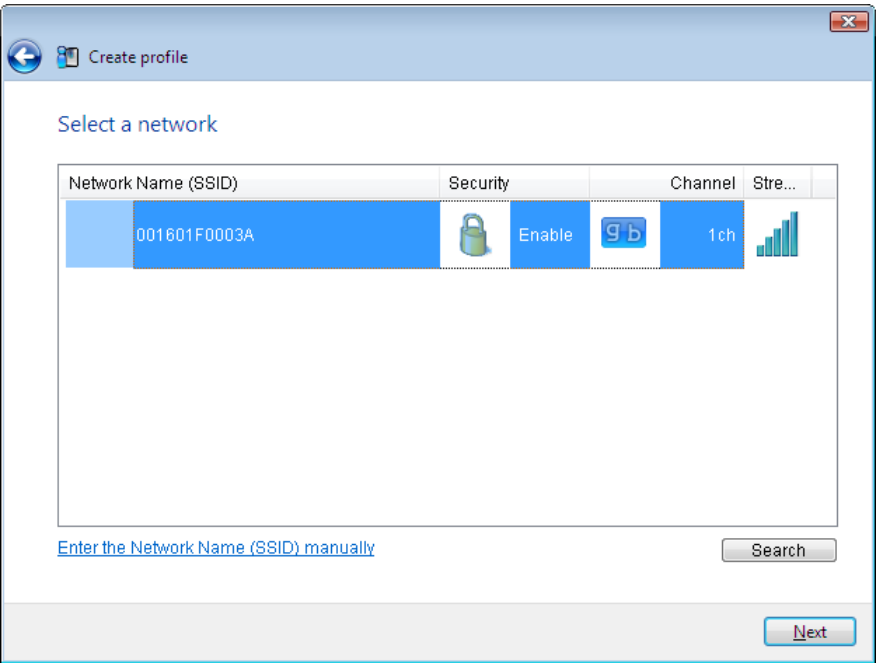 Create profile
Select a network
Network Name (SSID) Security Channel Stre...
001601F0003A Enable g b 1ch
Enter the Network Name (SSID) manually Search
Next